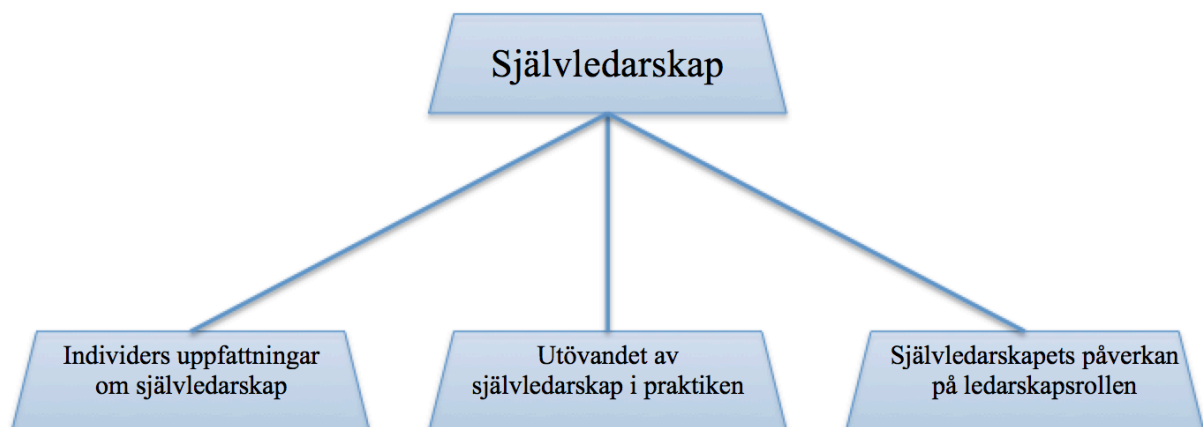 Självledarskap
Individers uppfattningar
om självledarskap
Utövandet av
självledarskap i praktiken
Självledarskapets påverkan
på ledarskapsrollen